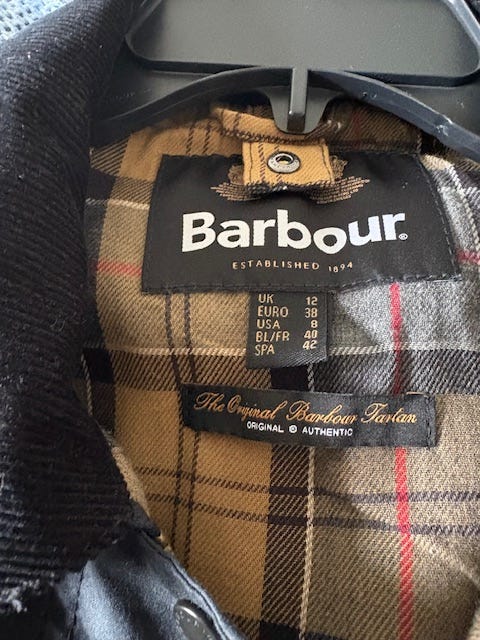 Barbour®
ESTABLISHED 1894
UK 12
EURO 38
USA 8
BL/FR 40
SPA 42
The Original Barbour Tartan
ORIGINAL © AUTHENTIC